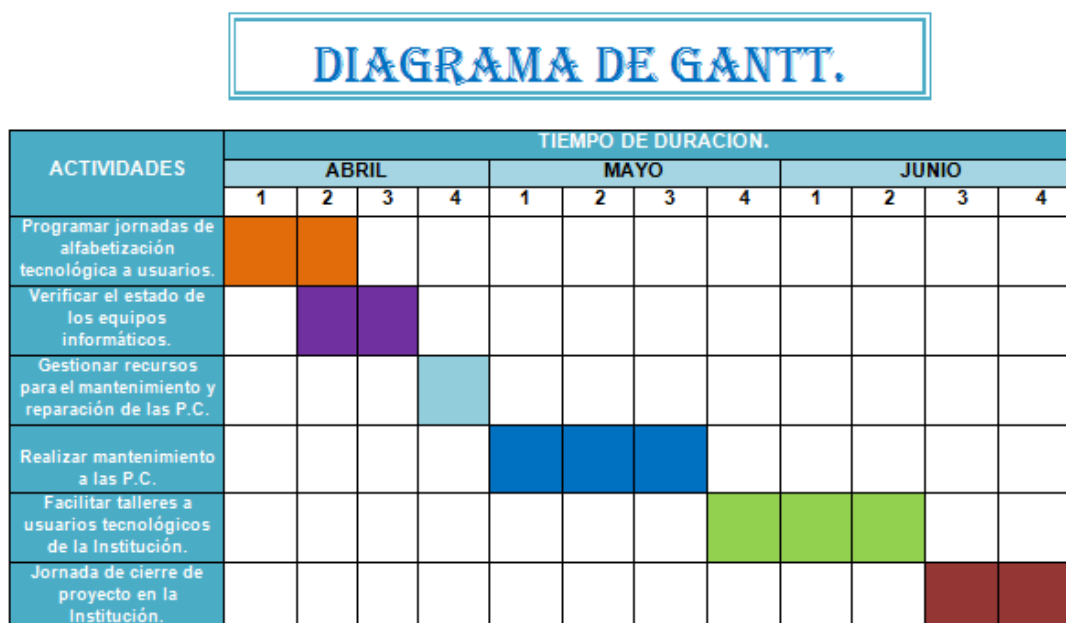 DIAGRAMA DE GANTT.
ACTIVIDADES
TIEMPO DE DURACION.
ABRIL MAYO JUNIO
1 2 3 4 1 2 3 4 1 2 3 4
Programar jornadas de
alfabetización
tecnológica a usuarios.
Verificar el estado de
los equipos
informáticos.
Gestionar recursos
para el mantenimiento y
reparación de las P.C.
Realizar mantenimiento
a las P.C.
Facilitar talleres a
usuarios tecnológicos
de la Institución.
Jornada de cierre de
proyecto en la
Institución.